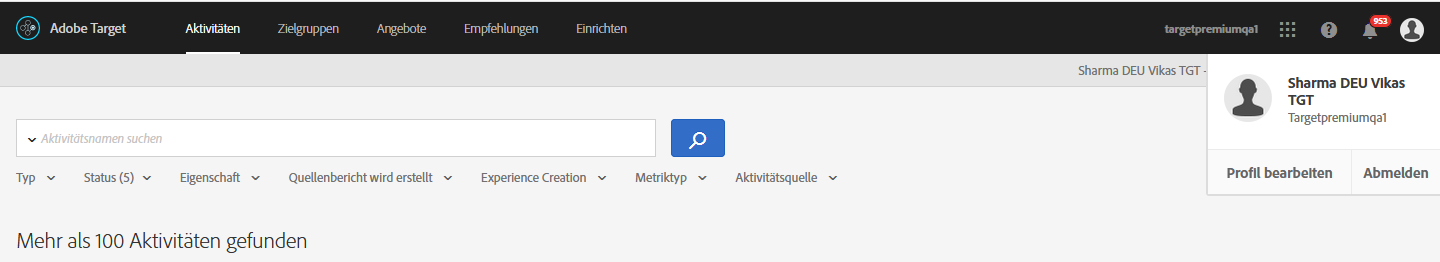 Adobe Target Aktivitäten Zielgruppen Angebote Empfehlungen Einrichten targetpremiumqa1 953
Sharma DEU Vikas TGT -
Sharma DEU Vikas
TGT
Targetpremiumqa1
Profil bearbeiten Abmelden
Aktivitätsnamen suchen
Typ Status (5) Eigenschaft Quellenbericht wird erstellt Experience Creation Metriktyp Aktivitätsquelle
Mehr als 100 Aktivitäten gefunden